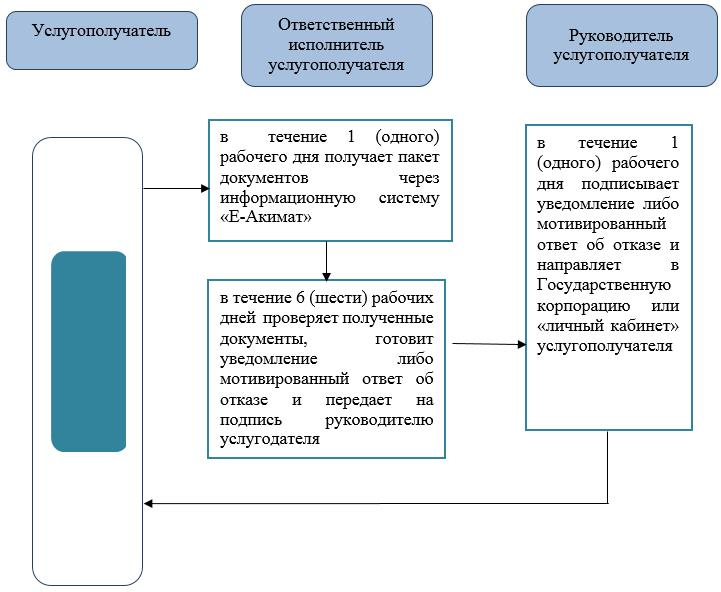 Услугополучатель
Ответственный
исполнитель
услугополучателя
Руководитель
услугополучателя
в течение 1 (одного)
рабочего дня получает пакет
документов через
информационную систему
«Е-Акимат»
в течение 6 (шести) рабочих
дней проверяет полученные
документы, готовит
уведомление либо
мотивированный ответ об
отказе и передает на
подпись руководителю
услугодателя
в течение 1
(одного) рабочего
дня подписывает
уведомление либо
мотивированный
ответ об отказе и
направляет в
Государственную
корпорацию или
«личный кабинет»
услугополучателя